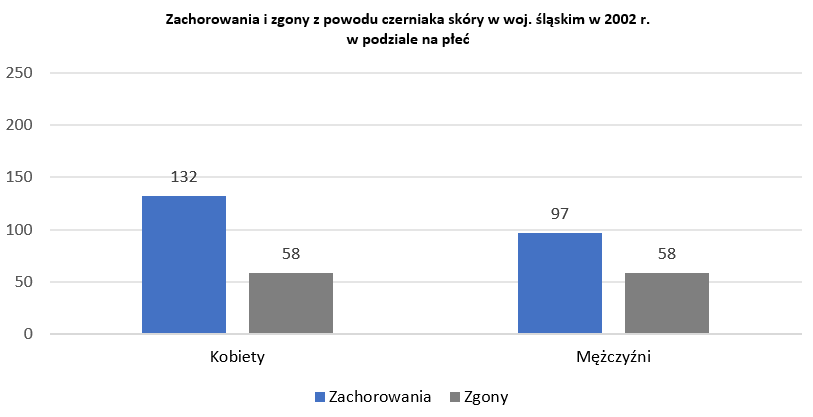 Zachorowania i zgony z powodu czerniaka skóry w woj. śląskim w 2002 r.
w podziale na płeć
250
200
150
100
50
0
132
58
97
58
Kobiety
Mężczyźni
Zachorowania
Zgony